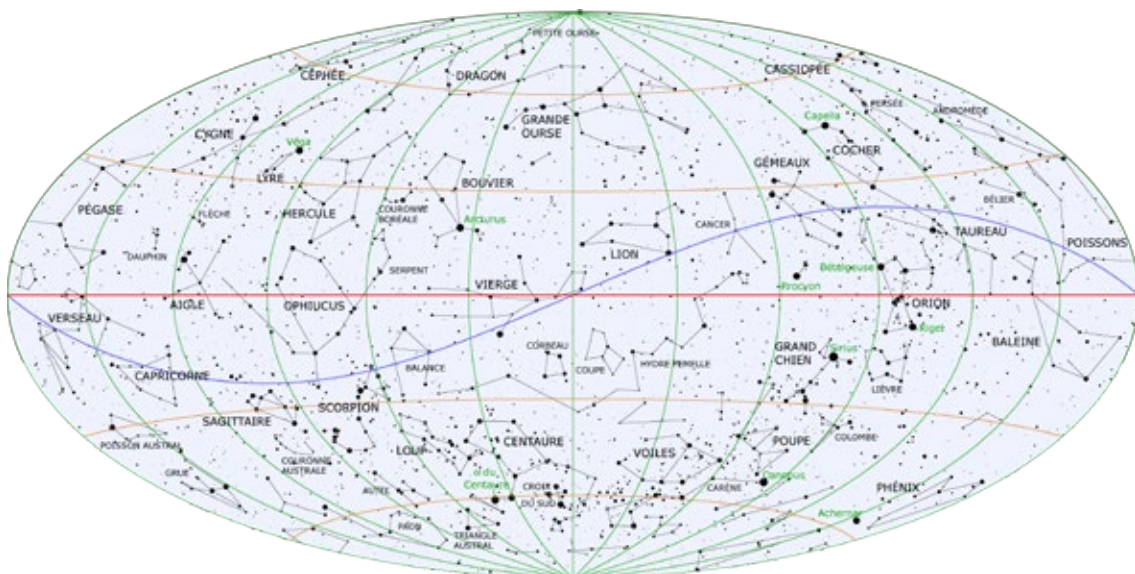 PETITE OURSE
CÉPHÉE
DRAGON
CASSIOPÉE
PERSÉE
ANDROMÈDE
GRANDE
OURSE
Capella
CYGNE
Véga
COCHER
GÉMEAUX
LYRE
BOUVIER
PÉGASE
FLÈCHE
HERCULE
COURONNE
BORÉALE
Arcturus
CANCER
BÉLIER
TAUREAU
POISSONS
DAUPHIN
LION
SERPENT
Bételgeuse
VIERGE
Procyon
AIGLE
OPHIUCUS
ORION
VERSEAU
Rigel
BALEINE
CORBEAU
GRAND
CHIEN
Sirius
CAPRICORNE
BALANCE
COUPE
HYDRE FEMELLE
LIÈVRE
SAGITTAIRE
SCORPION
POISSON AUSTRAL
LOUP
CENTAURE
VOILES
POUPE
COLOMBE
COURONNE
AUSTRALE
GRUE
α du
Centaure
CROIX
DU SUD
CARÈNE
Canopus
PHÉNIX
AUTEL
Achernar
PAON
TRIANGLE
AUSTRAL